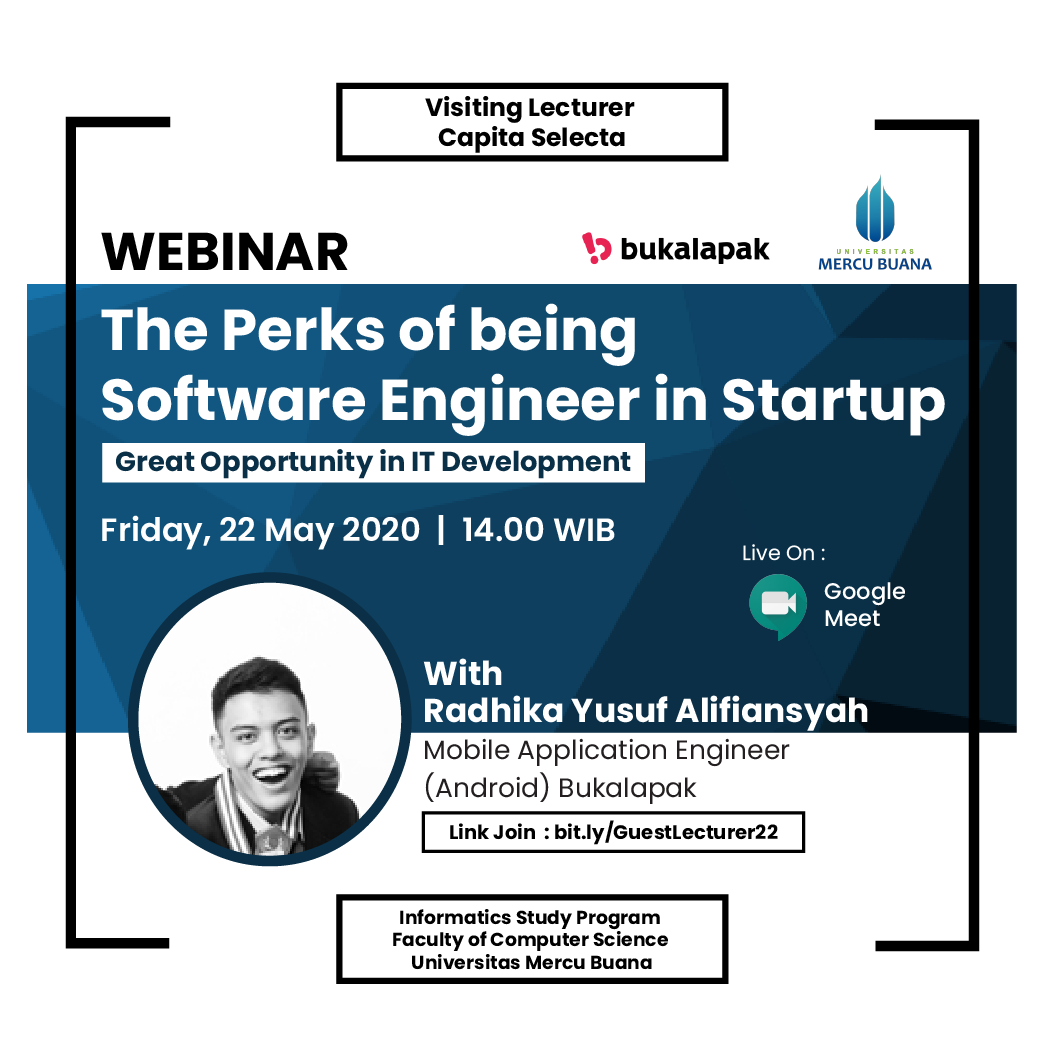 Visiting Lecturer
Capita Selecta
WEBINAR
bukalapak
UNIVERSITAS
MERCU BUANA
The Perks of being
Software Engineer in Startup
Great Opportunity in IT Development
Friday, 22 May 2020 | 14.00 WIB
Live On :
Google
Meet
With
Radhika Yusuf Alifiansyah
Mobile Application Engineer
(Android) Bukalapak
Link Join : bit.ly/GuestLecturer22
Informatics Study Program
Faculty of Computer Science
Universitas Mercu Buana